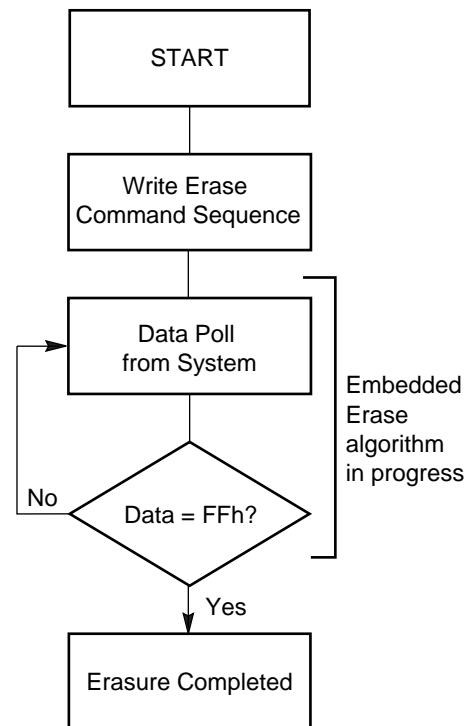 START
Write Erase
Command Sequence
Data Poll
from System
Embedded
Erase
algorithm
in progress
No
Data = FFh?
Yes
Erasure Completed